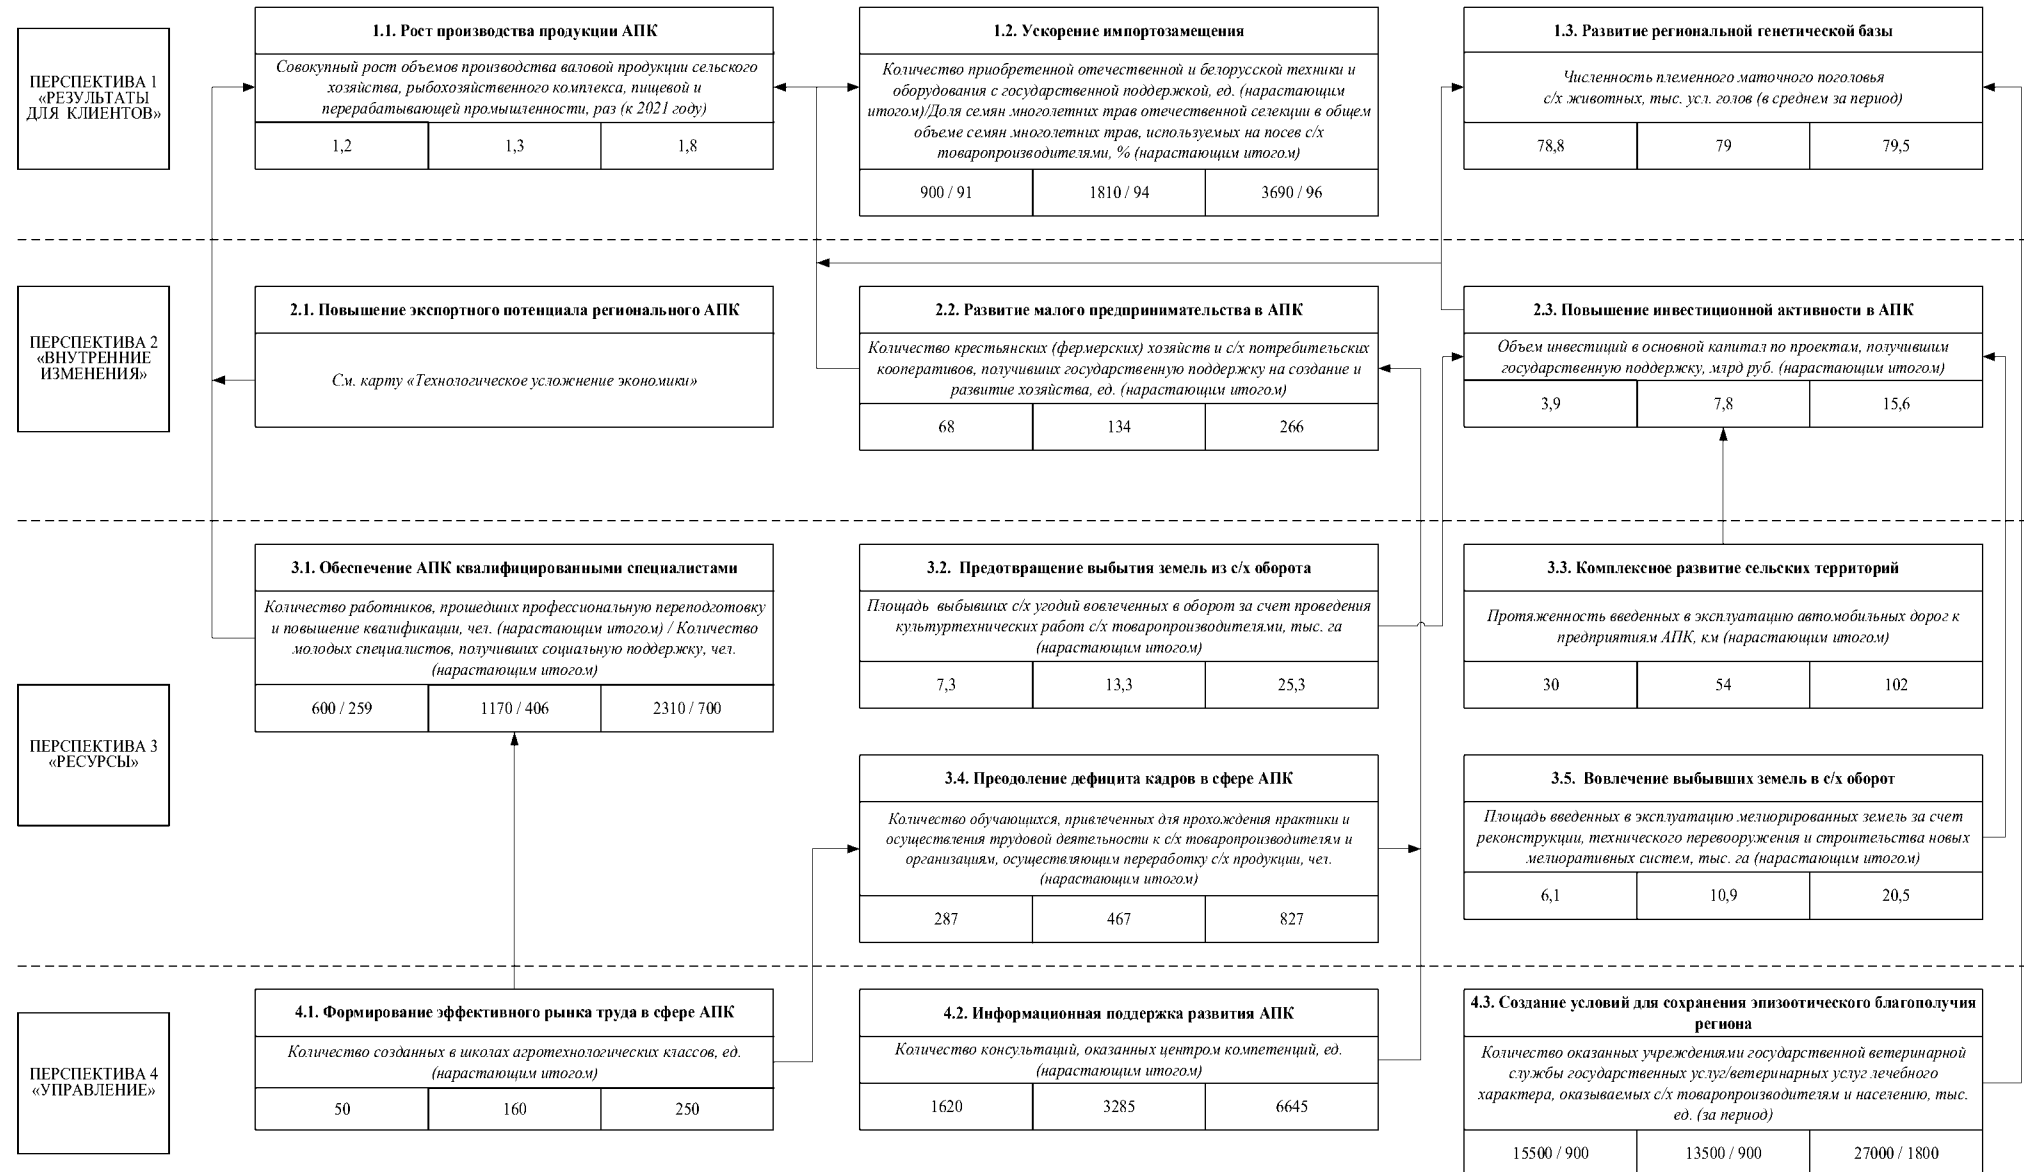 ПЕРСПЕКТИВА 1
«РЕЗУЛЬТАТЫ
ДЛЯ КЛИЕНТОВ»
1.1. Рост производства продукции АПК
Совокупный рост объемов производства валовой продукции сельского
хозяйства, рыбохозяйственного комплекса, пищевой и
перерабатывающей промышленности, раз (к 2021 году)
1,2
1,3
1,8
1.2. Ускорение импортозамещения
Количество приобретенной отечественной и белорусской техники и
оборудования с государственной поддержкой, ед. (нарастающим
итогом)/Доля семян многолетних трав отечественной селекции в общем
объеме семян многолетних трав, используемых на посев с/х
товаропроизводителями, % (нарастающим итогом)
900 / 91
1810 / 94
3690 / 96
1.3. Развитие региональной генетической базы
Численность племенного маточного поголовья
с/х животных, тыс. усл. голов (в среднем за период)
78,8
79
79,5
ПЕРСПЕКТИВА 2
«ВНУТРЕННИЕ
ИЗМЕНЕНИЯ»
2.1. Повышение экспортного потенциала регионального АПК
См. карту «Технологическое усложнение экономики»
2.2. Развитие малого предпринимательства в АПК
Количество крестьянских (фермерских) хозяйств и с/х потребительских
кооперативов, получивших государственную поддержку на создание и
развитие хозяйства, ед. (нарастающим итогом)
68
134
266
2.3. Повышение инвестиционной активности в АПК
Объем инвестиций в основной капитал по проектам, получившим
государственную поддержку, млрд руб. (нарастающим итогом)
3,9
7,8
15,6
ПЕРСПЕКТИВА 3
«РЕСУРСЫ»
3.1. Обеспечение АПК квалифицированными специалистами
Количество работников, прошедших профессиональную переподготовку
и повышение квалификации, чел. (нарастающим итогом) / Количество
молодых специалистов, получивших социальную поддержку, чел.
(нарастающим итогом)
600 / 259
1170 / 406
2310 / 700
3.2. Предотвращение выбытия земель из с/х оборота
Площадь выбывших с/х угодий вовлеченных в оборот за счет проведения
культуртехнических работ с/х товаропроизводителями, тыс. га
(нарастающим итогом)
7,3
13,3
25,3
3.3. Комплексное развитие сельских территорий
Протяженность введенных в эксплуатацию автомобильных дорог к
предприятиям АПК, км (нарастающим итогом)
30
54
102
3.4. Преодоление дефицита кадров в сфере АПК
Количество обучающихся, привлеченных для прохождения практики и
осуществления трудовой деятельности к с/х товаропроизводителям и
организациям, осуществляющим переработку с/х продукции, чел.
(нарастающим итогом)
287
467
827
3.5. Вовлечение выбывших земель в с/х оборот
Площадь введенных в эксплуатацию мелиорированных земель за счет
реконструкции, технического перевооружения и строительства новых
мелиоративных систем, тыс. га (нарастающим итогом)
6,1
10,9
20,5
ПЕРСПЕКТИВА 4
«УПРАВЛЕНИЕ»
4.1. Формирование эффективного рынка труда в сфере АПК
Количество созданных в школах агротехнологических классов, ед.
(нарастающим итогом)
50
160
250
4.2. Информационная поддержка развития АПК
Количество консультаций, оказанных центром компетенций, ед.
(нарастающим итогом)
1620
3285
6645
4.3. Создание условий для сохранения эпизоотического благополучия
региона
Количество оказанных учреждениями государственной ветеринарной
службы государственных услуг/ветеринарных услуг лечебного
характера, оказываемых с/х товаропроизводителям и населению, тыс.
ед. (за период)
15500 / 900
13500 / 900
27000 / 1800